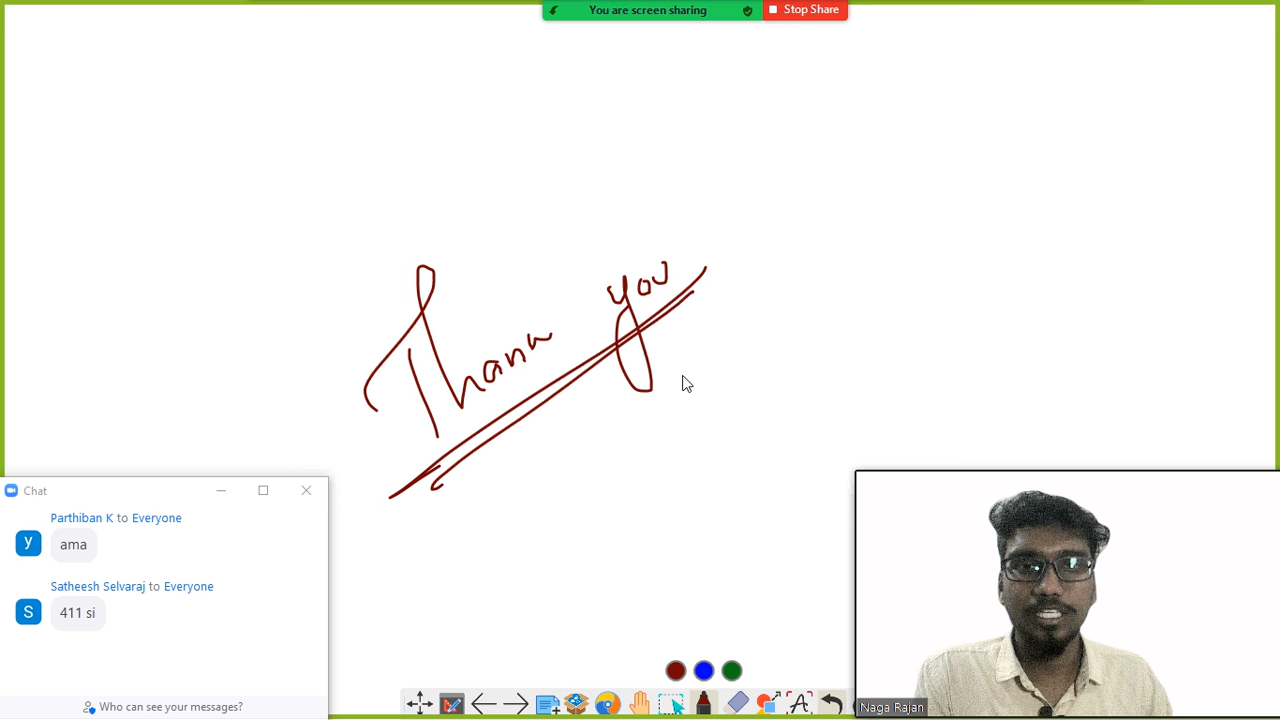 You are screen sharing
Stop Share
Thank you
Chat
Parthiban K to Everyone
y
ama
Satheesh Selvaraj to Everyone
S
411 si
Who can see your messages?
Naga Rajan